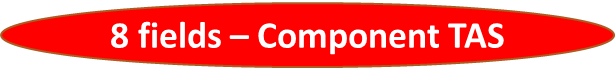 8 fields – Component TAS